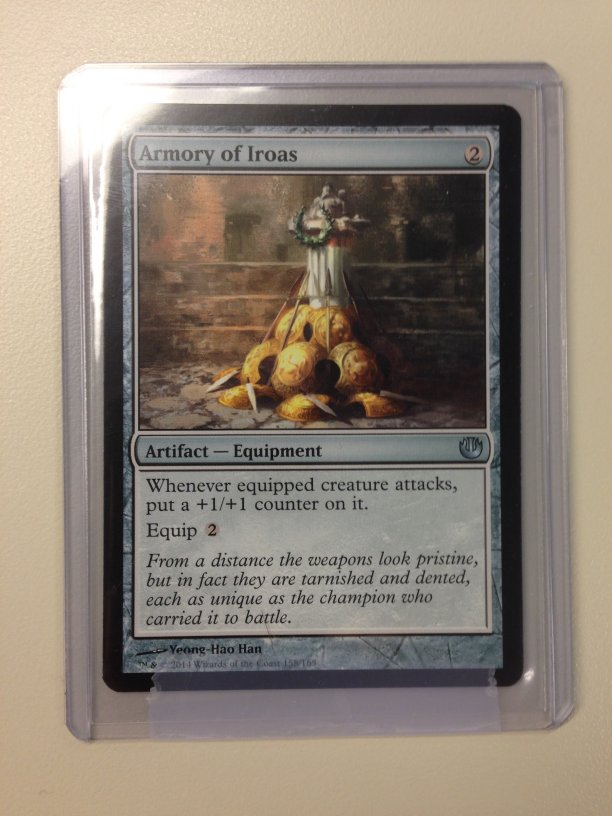 Armory of Iroas 2
Artifact — Equipment
Whenever equipped creature attacks,
put a +1/+1 counter on it.
Equip 2
From a distance the weapons look pristine,
but in fact they are tarnished and dented,
each as unique as the champion who
carried it to battle.
Yeong-Hao Han
™ & © 2014 Wizards of the Coast 158/165